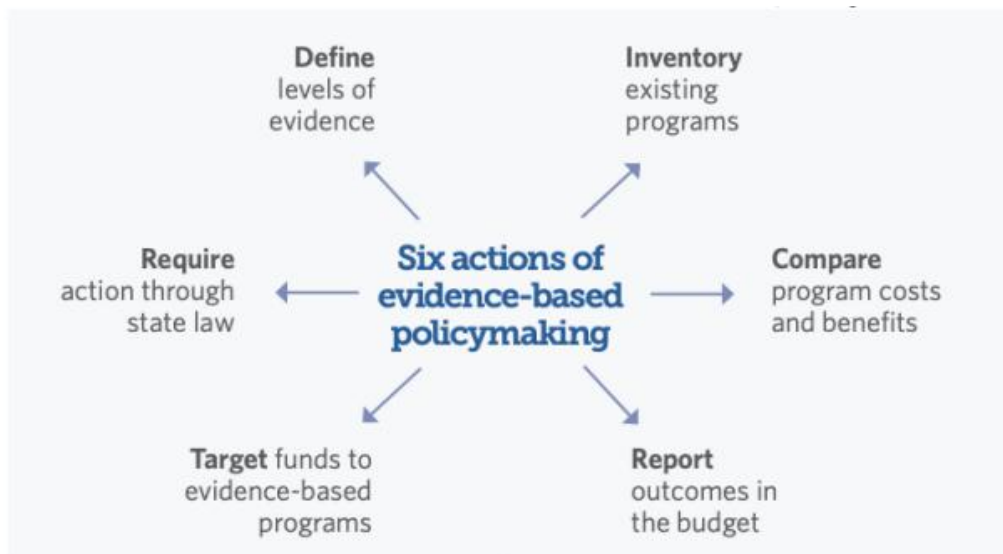 Define
levels of
evidence
Inventory
existing
programs
Require
action through
state law
Six actions of
evidence-based
policymaking
Compare
program costs
and benefits
Target funds to
evidence-based
programs
Report
outcomes in
the budget